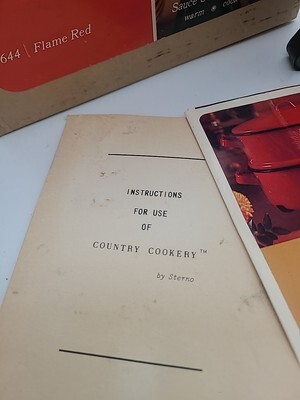 644 \ Flame Red
Sauce
warm
INSTRUCTIONS
FOR USE
OF
COUNTRY COOKERY™
by Sterno